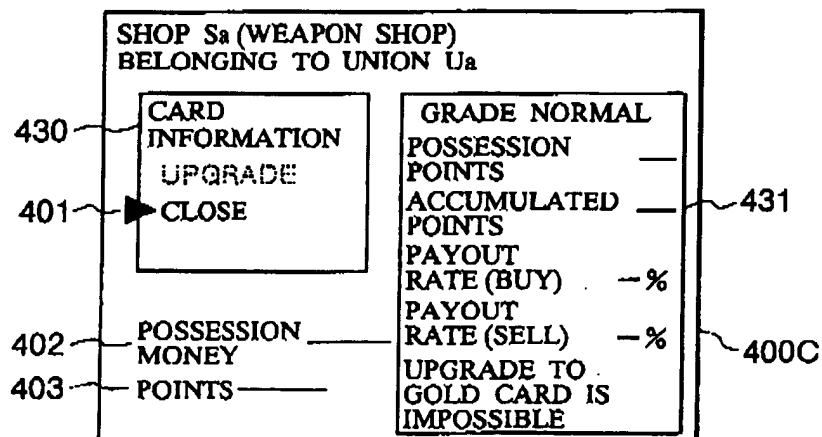 SHOP Sa (WEAPON SHOP)
BELONGING TO UNION Ua
430
CARD
INFORMATION
UPGRADE
401
CLOSE
402
POSSESSION
MONEY
403
POINTS
GRADE NORMAL
POSSESSION
POINTS
ACCUMULATED
POINTS
431
PAYOUT
RATE (BUY) –%
PAYOUT
RATE (SELL) –%
UPGRADE TO
GOLD CARD IS
IMPOSSIBLE
400C